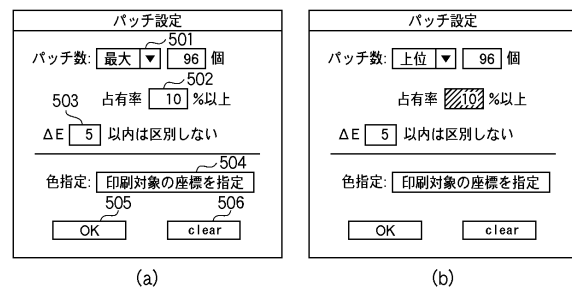 パッチ設定
501
パッチ数: 最大 ▼ 96 個
502
占有率 10 %以上
503
ΔE 5 以内は区別しない
504
色指定: 印刷対象の座標を指定
505
506
OK
clear
(a)
パッチ設定
パッチ数: 上位 ▼ 96 個
占有率 10 %以上
ΔE 5 以内は区別しない
色指定: 印刷対象の座標を指定
OK
clear
(b)